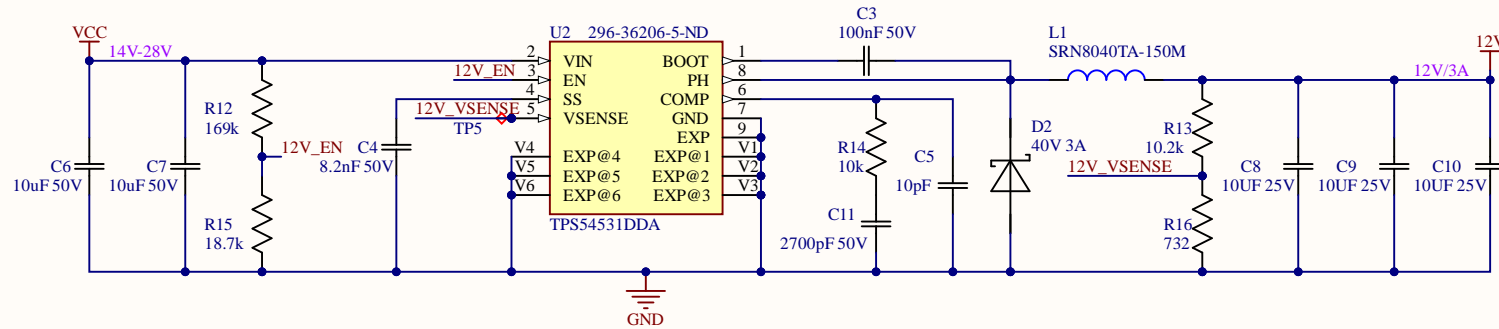 VCC
14V-28V
C6
10uF 50V
C7
10uF 50V
R12
169k
12V_EN
R15
18.7k
C4
8.2nF 50V
12V_EN
12V_VSENSE
TP5
U2 296-36206-5-ND
2 VIN
3 EN
4 SS
5 VSENSE
V4 EXP@4
V5 EXP@5
V6 EXP@6
BOOT 1
PH 8
COMP 6
GND 7
EXP 9
EXP@1 V1
EXP@2 V2
EXP@3 V3
TPS54531DDA
GND
C3
100nF 50V
R14
10k
C11
2700pF 50V
C5
10pF
D2
40V 3A
L1
SRN8040TA-150M
R13
10.2k
12V_VSENSE
R16
732
C8
10UF 25V
C9
10UF 25V
C10
10UF 25V
12V/3A
12V